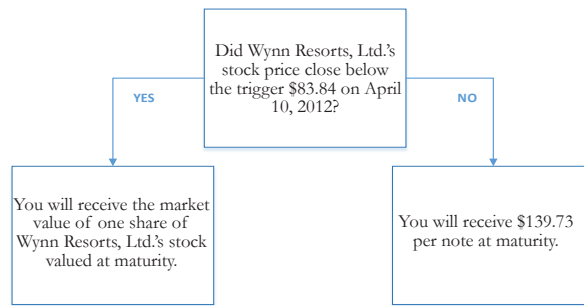 Did Wynn Resorts, Ltd.'s
stock price close below
the trigger $83.84 on April
10, 2012?
YES
NO
You will receive the market
value of one share of
Wynn Resorts, Ltd.'s stock
valued at maturity.
You will receive $139.73
per note at maturity.